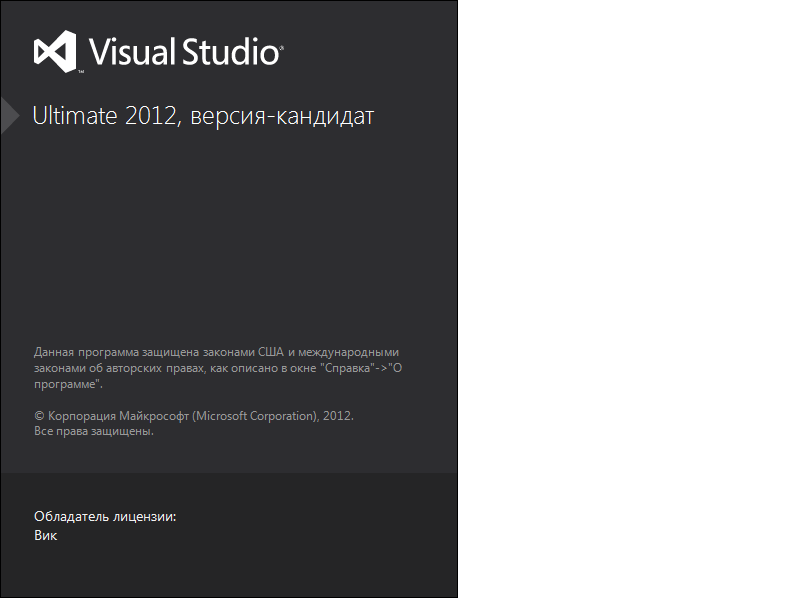 Visual Studio
Ultimate 2012, версия-кандидат
Данная программа защищена законами США и международными
законами об авторских правах, как описано в окне "Справка"->"О
программе".
© Корпорация Майкрософт (Microsoft Corporation), 2012.
Все права защищены.
Обладатель лицензии:
Вик